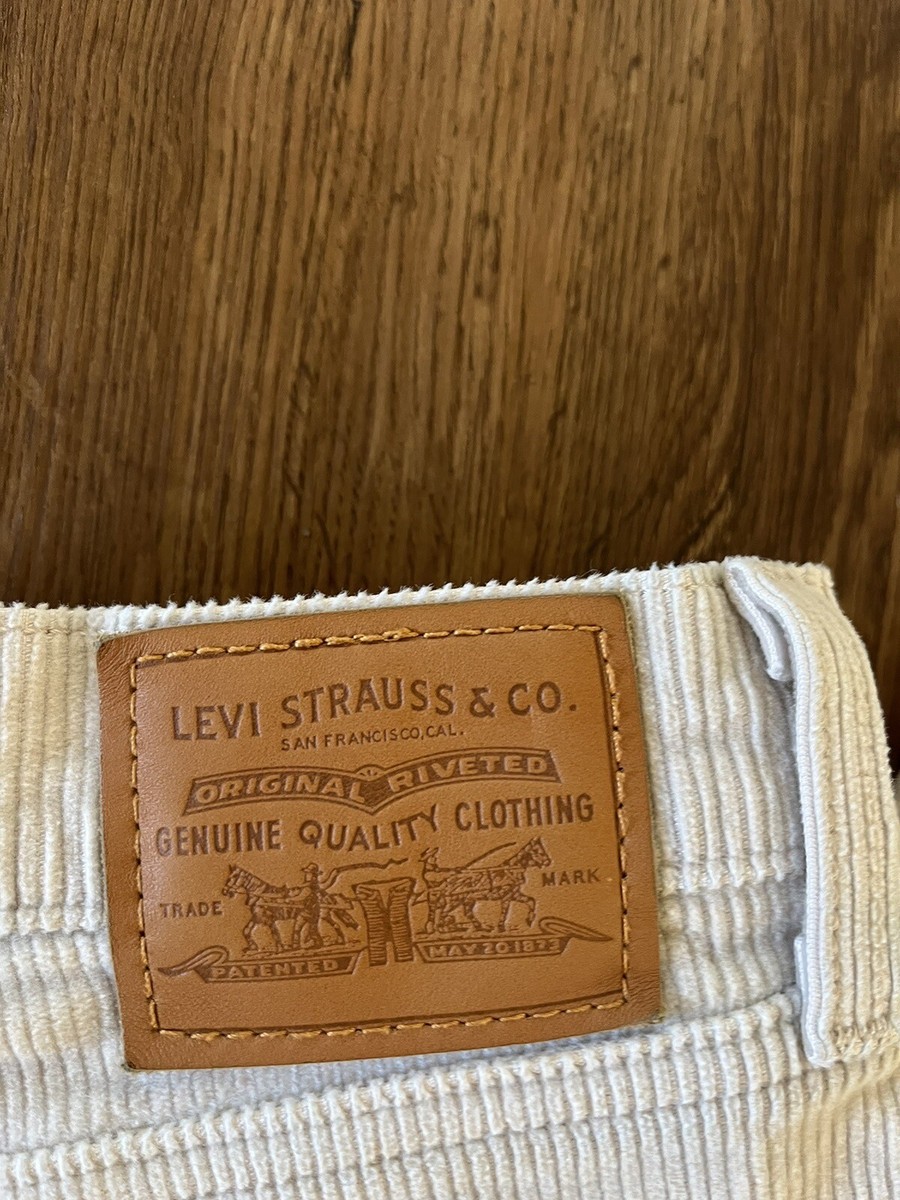 LEVI STRAUSS & CO.
SAN FRANCISCO, CAL.
ORIGINAL RIVETED
GENUINE QUALITY CLOTHING
TRADE MARK
PATENTED MAY 20 1873